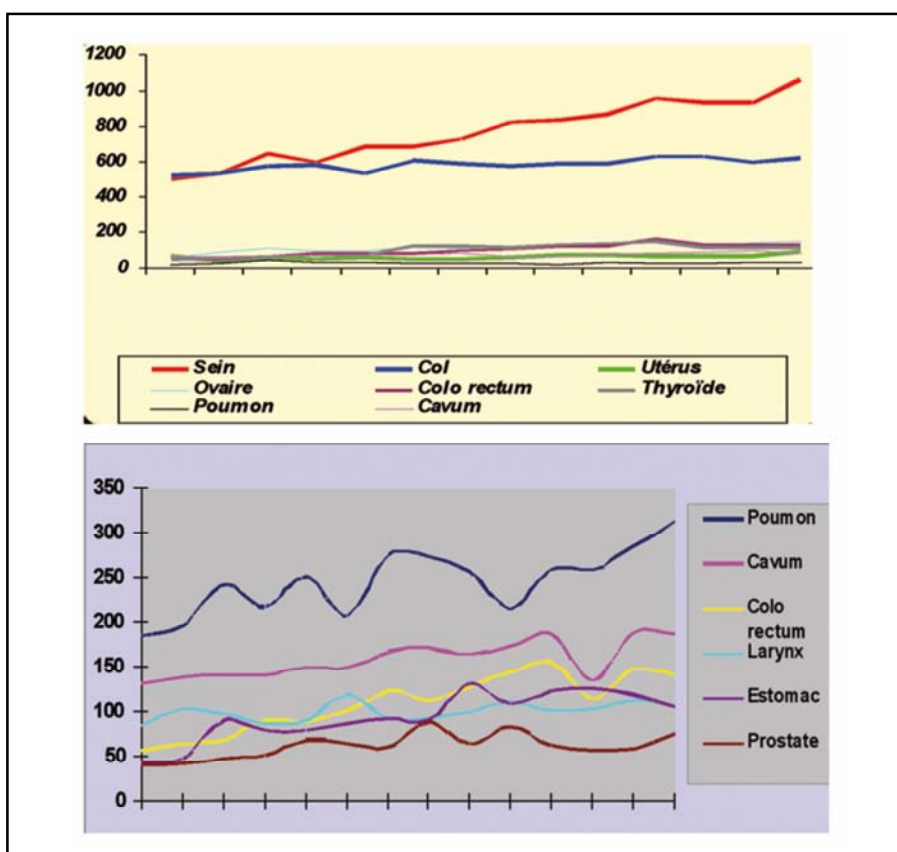 1200
1000
800
600
400
200
0
Sein Col Utérus
Ovaire Colo rectum Thyroïde
Poumon Cavum
350
300
250
200
150
100
50
0
Poumon
Cavum
Colo
rectum
Larynx
Estomac
Prostate